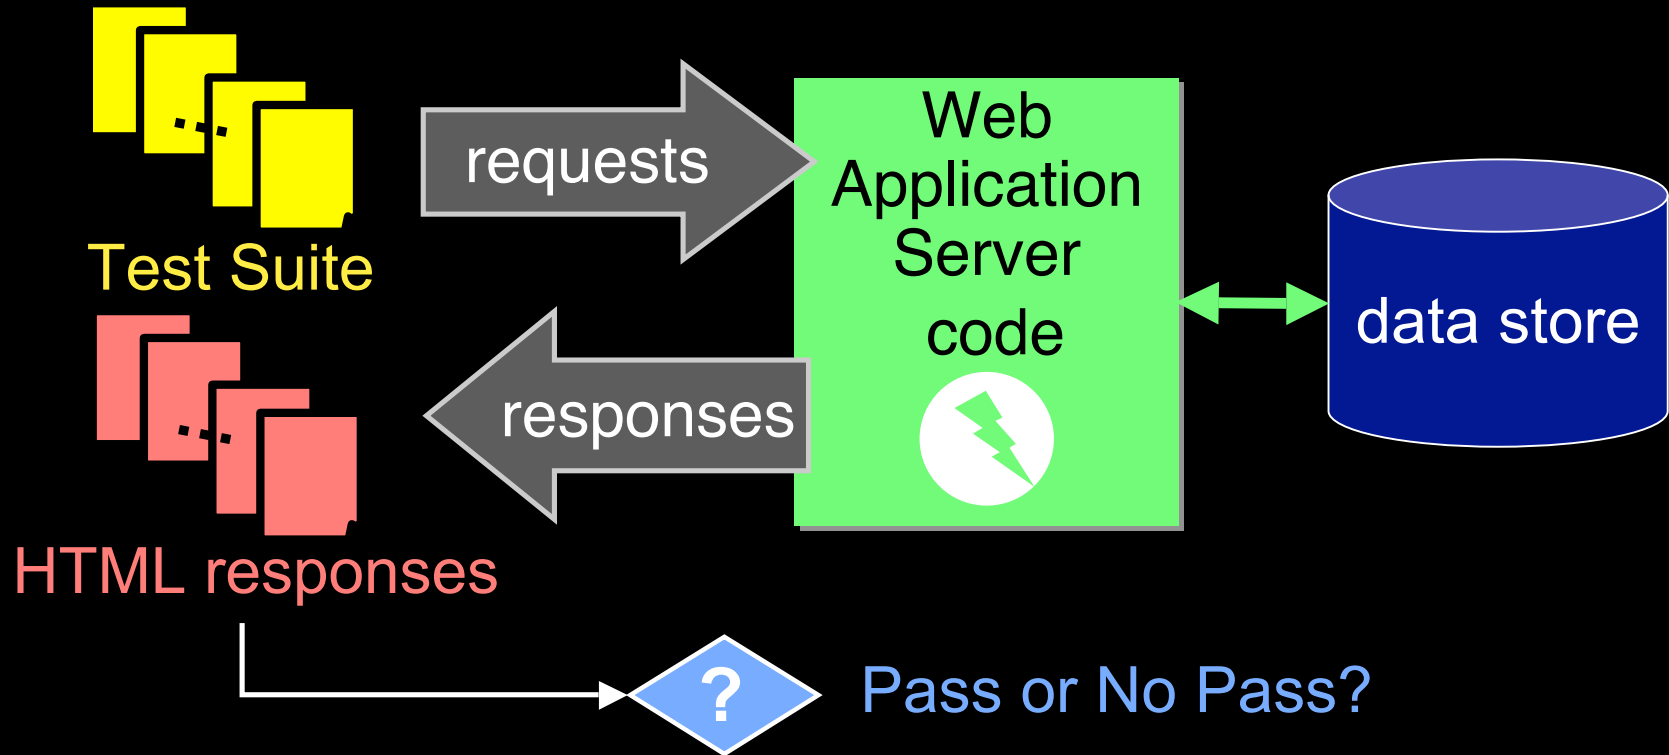 Test Suite
requests
Web
Application
Server
code
data store
responses
HTML responses
?
Pass or No Pass?